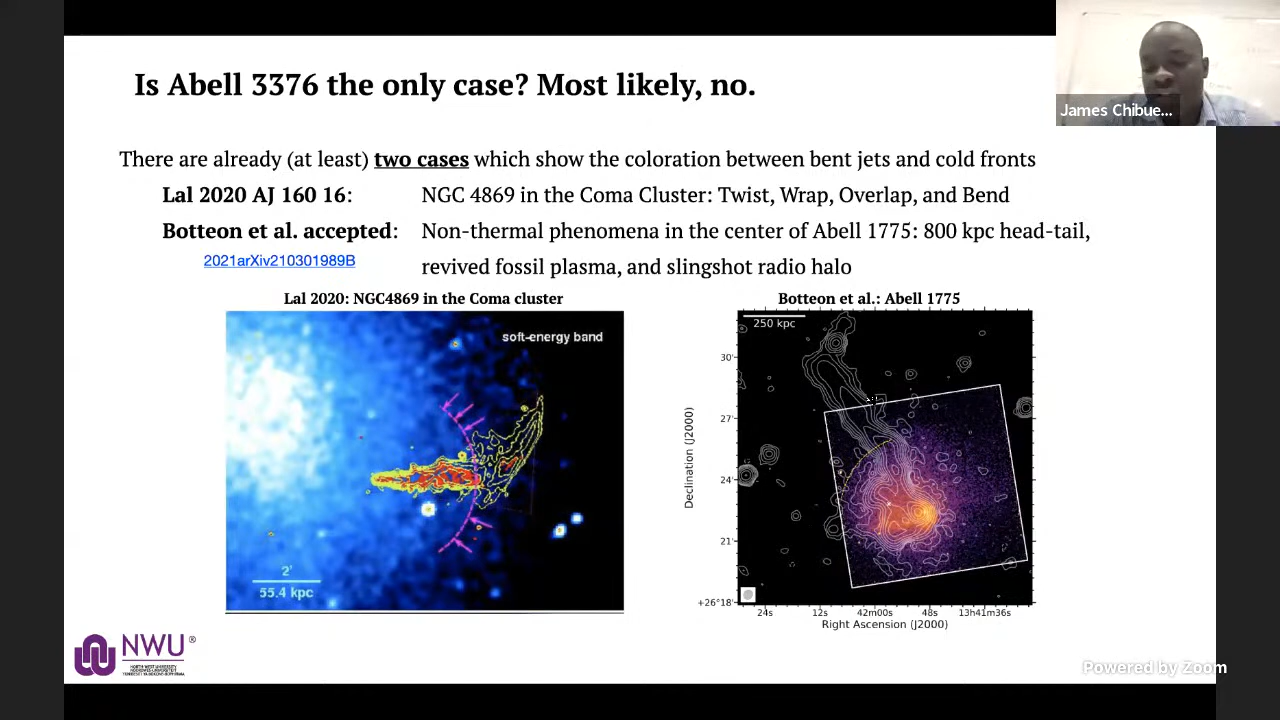 Is Abell 3376 the only case? Most likely, no.
James Chibue...
There are already (at least) two cases which show the coloration between bent jets and cold fronts
Lal 2020 AJ 160 16: NGC 4869 in the Coma Cluster: Twist, Wrap, Overlap, and Bend
Botteon et al. accepted: Non-thermal phenomena in the center of Abell 1775: 800 kpc head-tail,
2021arXiv210301989B revived fossil plasma, and slingshot radio halo
Lal 2020: NGC4869 in the Coma cluster
soft-energy band
2'
55.4 kpc
Botteon et al.: Abell 1775
250 kpc
30'
27'
24'
21'
+26°18'
Declination (J2000)
24s 12s 42m00s 48s 13h41m36s
Right Ascension (J2000)
NWU®
Powered by Zoom